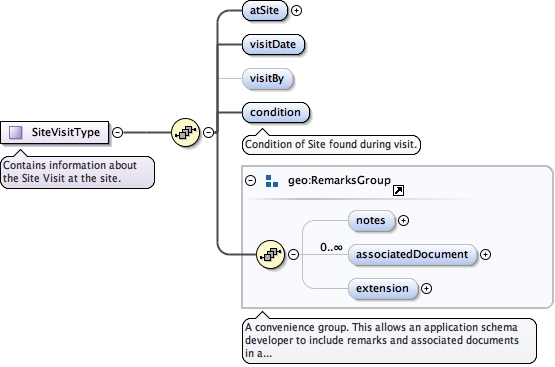 atSite
visitDate
visitBy
condition
Condition of Site found during visit.
SiteVisitType
Contains information about
the Site Visit at the site.
geo:RemarksGroup
notes
0..∞
associatedDocument
extension
A convenience group. This allows an application schema
developer to include remarks and associated documents
in a...